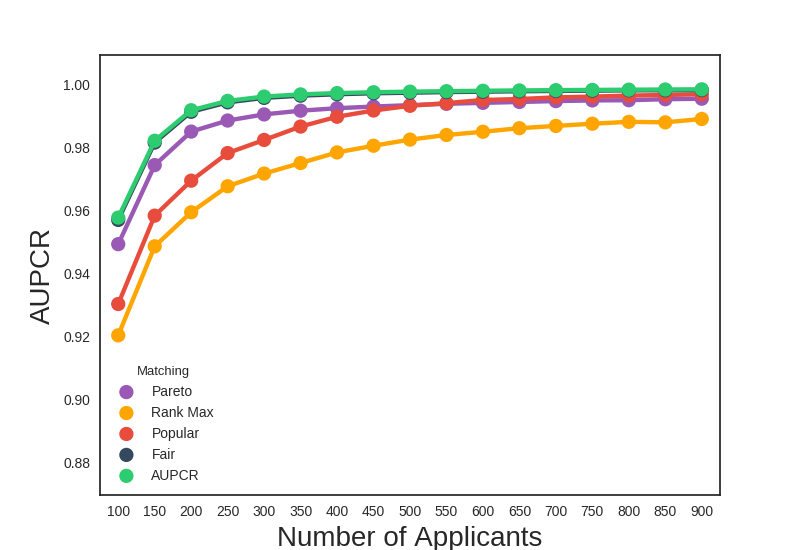 1.00
0.98
0.96
0.94
0.92
0.90
0.88
AUPCR
Matching
Pareto
Rank Max
Popular
Fair
AUPCR
100 150 200 250 300 350 400 450 500 550 600 650 700 750 800 850 900
Number of Applicants